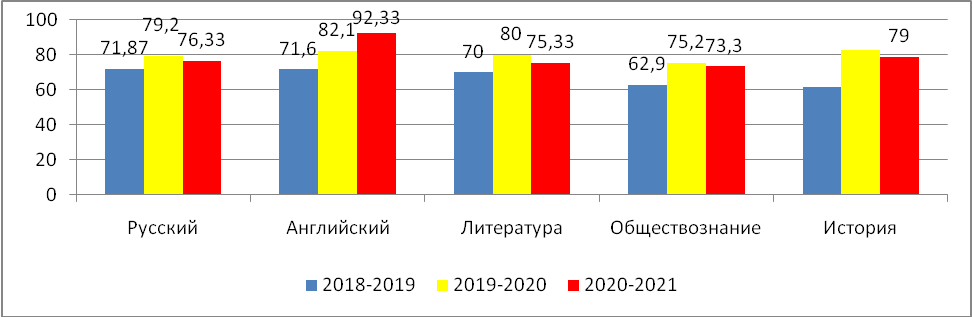 100
80
60
40
20
0
71,87 79,2 76,33 71,6 82,1 92,33 70 80 75,33 62,9 75,2 73,3 79
Русский Английский Литература Обществознание История
2018-2019 2019-2020 2020-2021